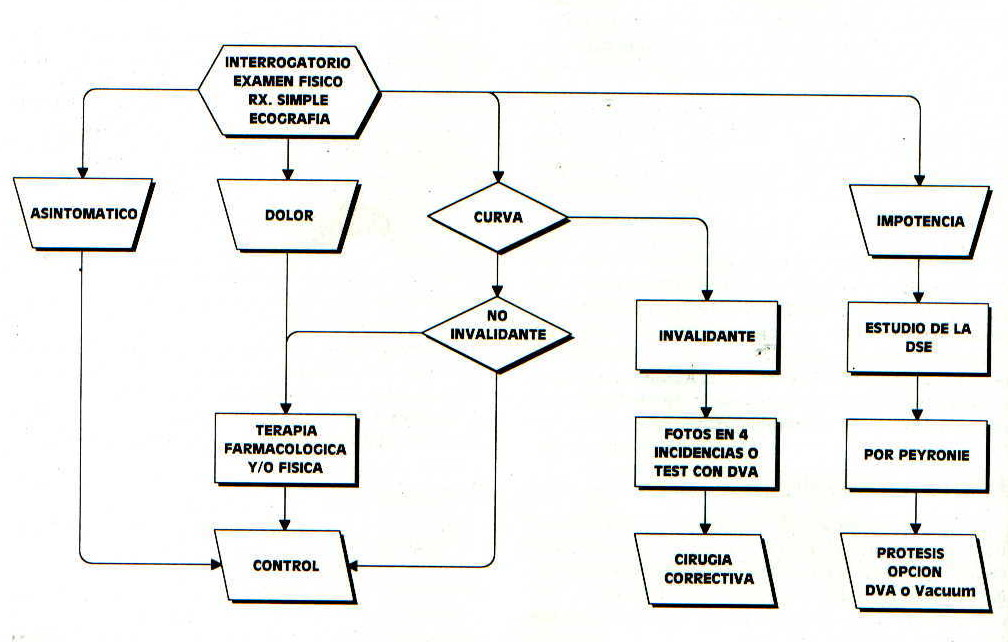 INTERROGATORIO
EXAMEN FISICO
RX. SIMPLE
ECOGRAFIA
ASINTOMATICO
DOLOR
CURVA
IMPOTENCIA
NO
INVALIDANTE
INVALIDANTE
ESTUDIO DE LA
DSE
TERAPIA
FARMACOLOGICA
Y/O FISICA
FOTOS EN 4
INCIDENCIAS O
TEST CON DVA
POR PEYRONIE
CONTROL
CIRUGIA
CORRECTIVA
PROTESIS
OPCION
DVA o Vacuum